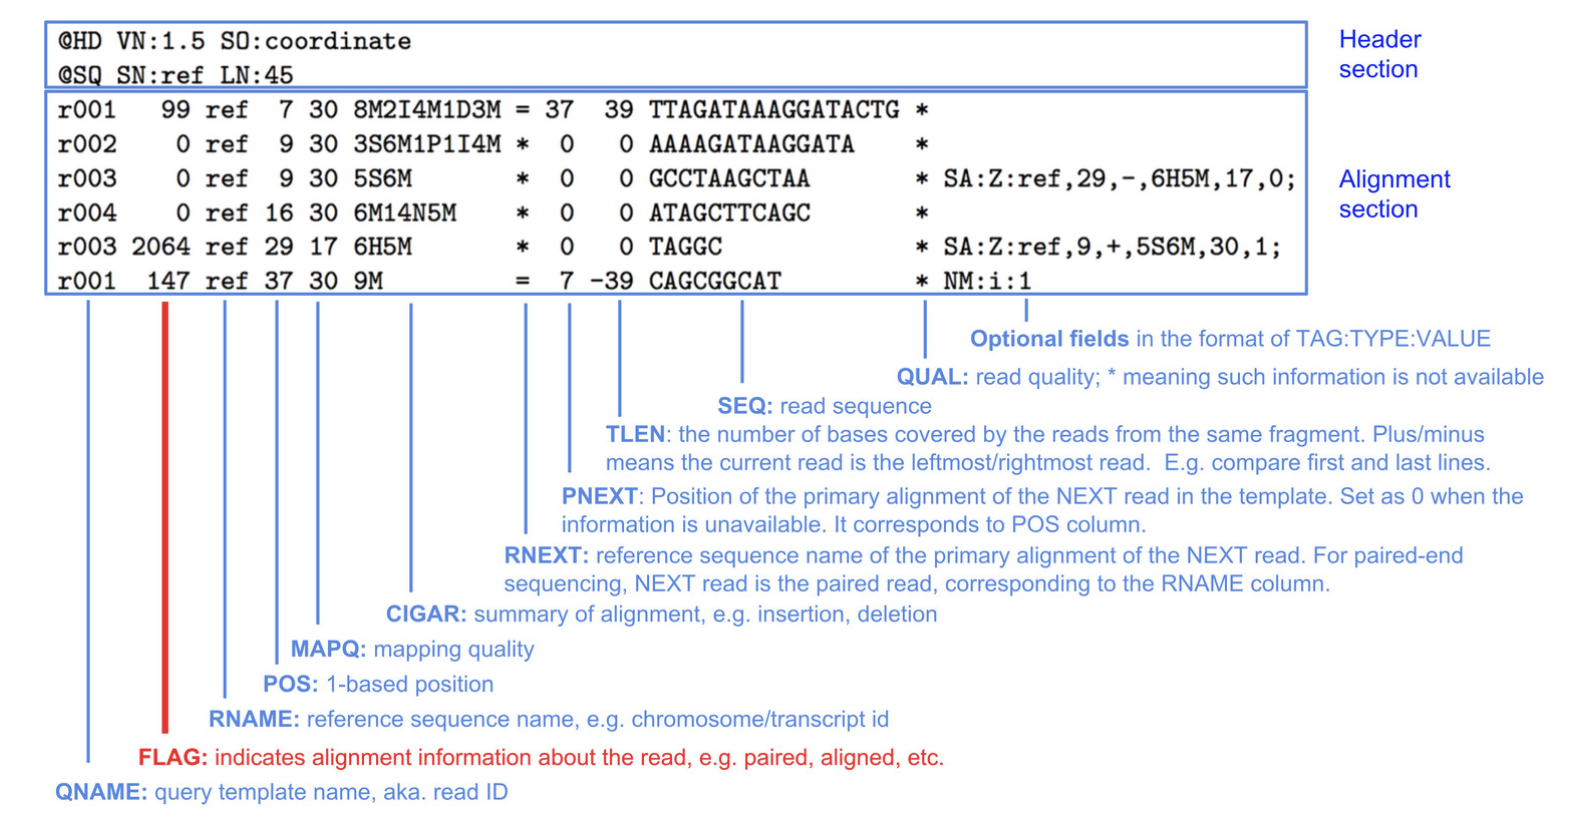 @HD VN:1.5 SO:coordinate
@SQ SN:ref LN:45
Header
section
r001 99 ref 7 30 8M2I4M1D3M = 37 39 TTAGATAAAGGATACTG *
r002 0 ref 9 30 3S6M1P1I4M * 0 0 AAAAGATAAGGATA *
r003 0 ref 9 30 5S6M * 0 0 GCCTAAGCTAA * SA:Z:ref,29,-,6H5M,17,0;
r004 0 ref 16 30 6M14N5M * 0 0 ATAGCTTCAGC *
r003 2064 ref 29 17 6H5M * 0 0 TAGGC * SA:Z:ref,9,+,5S6M,30,1;
r001 147 ref 37 30 9M = 7 -39 CAGCGGCAT * NM:i:1
Alignment
section
Optional fields in the format of TAG:TYPE:VALUE
QUAL: read quality; * meaning such information is not available
SEQ: read sequence
TLEN: the number of bases covered by the reads from the same fragment. Plus/minus
means the current read is the leftmost/rightmost read. E.g. compare first and last lines.
PNEXT: Position of the primary alignment of the NEXT read in the template. Set as 0 when the
information is unavailable. It corresponds to POS column.
RNEXT: reference sequence name of the primary alignment of the NEXT read. For paired-end
sequencing, NEXT read is the paired read, corresponding to the RNAME column.
CIGAR: summary of alignment, e.g. insertion, deletion
MAPQ: mapping quality
POS: 1-based position
RNAME: reference sequence name, e.g. chromosome/transcript id
FLAG: indicates alignment information about the read, e.g. paired, aligned, etc.
QNAME: query template name, aka. read ID